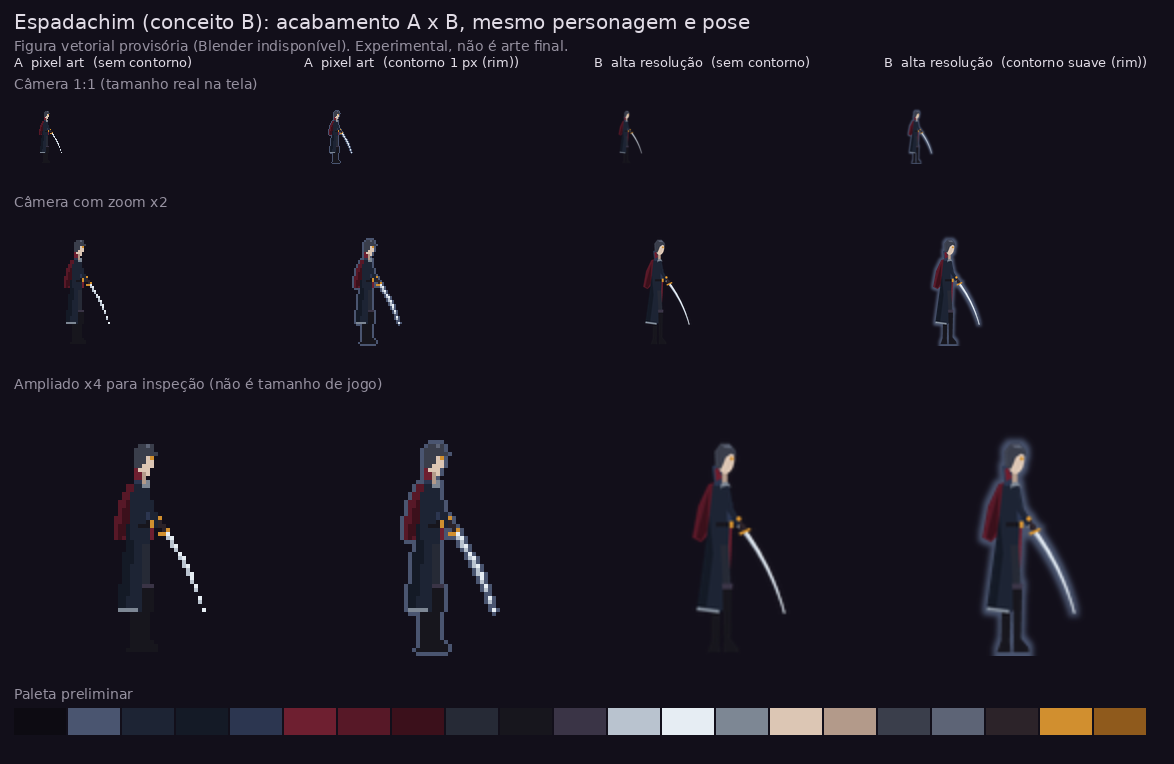 Espadachim (conceito B): acabamento A x B, mesmo personagem e pose
Figura vetorial provisória (Blender indisponível). Experimental, não é arte final.
A  pixel art  (sem contorno)
A  pixel art  (contorno 1 px (rim))
B  alta resolução  (sem contorno)
B  alta resolução  (contorno suave (rim))
Câmera 1:1 (tamanho real na tela)
Câmera com zoom x2
Ampliado x4 para inspeção (não é tamanho de jogo)
Paleta preliminar